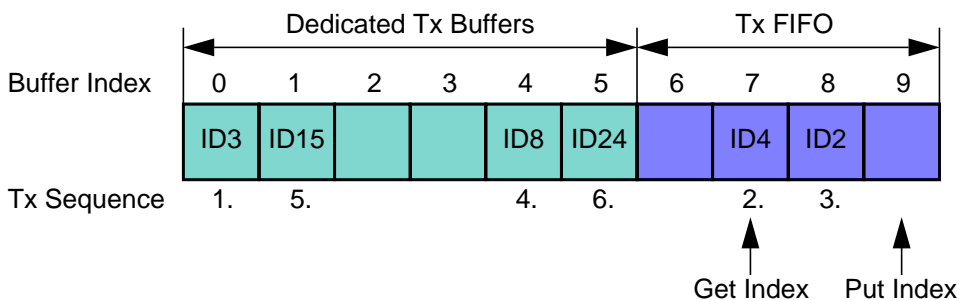 Dedicated Tx Buffers Tx FIFO
Buffer Index 0 1 2 3 4 5 6 7 8 9
ID3 ID15 ID8 ID24 ID4 ID2
Tx Sequence 1. 5. 4. 6. 2. 3.
Get Index Put Index